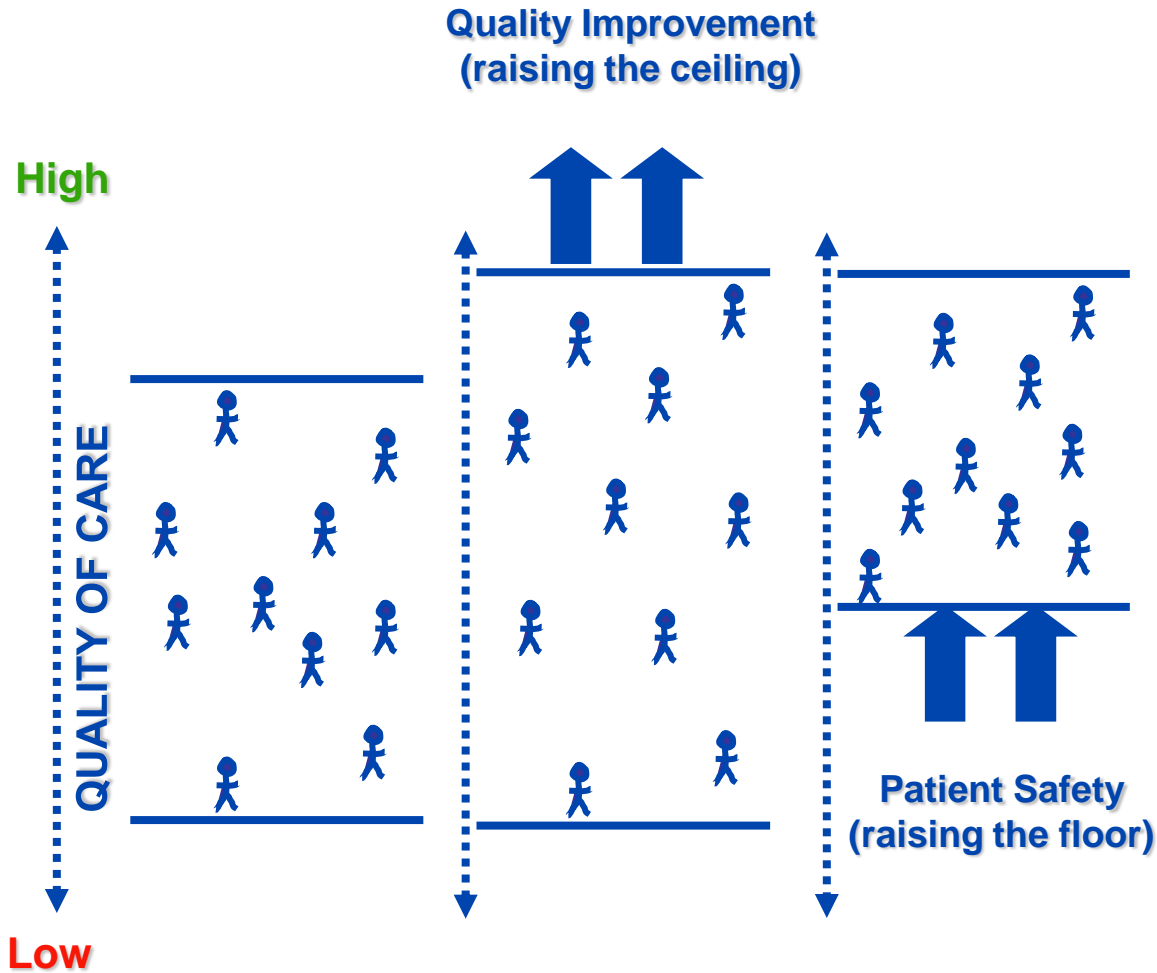 Quality Improvement
(raising the ceiling)
High
QUALITY OF CARE
Patient Safety
(raising the floor)
Low